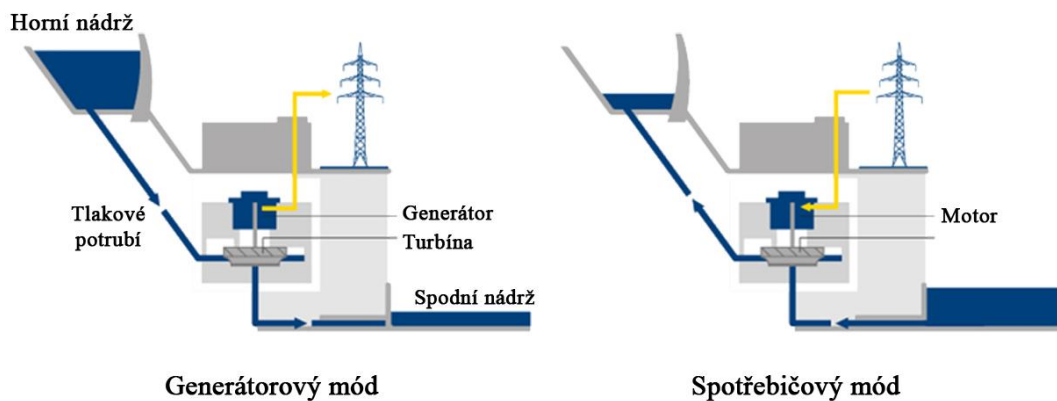 Horní nádrž
Tlakové
potrubí
Generátor
Turbína
Spodní nádrž
Generátorový mód
Motor
Spotřebičový mód